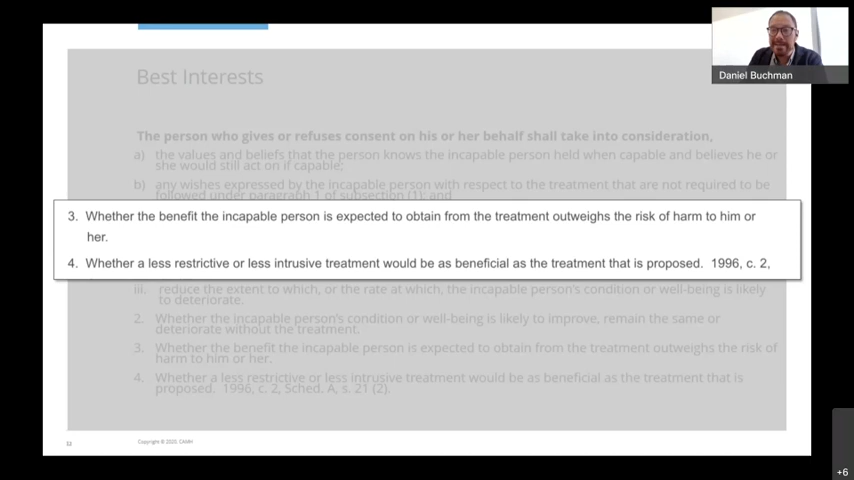 Daniel Buchman
Best Interests
The person who gives or refuses consent on his or her behalf shall take into consideration,
a) the values and beliefs that the person knows the incapable person held when capable and believes he or
she would still act on if capable;
b) any wishes expressed by the incapable person with respect to the treatment that are not required to be
followed under paragraph 1 of subsection (1); and
3. Whether the benefit the incapable person is expected to obtain from the treatment outweighs the risk of harm to him or
her.
4. Whether a less restrictive or less intrusive treatment would be as beneficial as the treatment that is proposed. 1996, c. 2,
iii. reduce the extent to which, or the rate at which, the incapable person's condition or well-being is likely
to deteriorate.
2. Whether the incapable person's condition or well-being is likely to improve, remain the same or
deteriorate without the treatment.
3. Whether the benefit the incapable person is expected to obtain from the treatment outweighs the risk of
harm to him or her.
4. Whether a less restrictive or less intrusive treatment would be as beneficial as the treatment that is
proposed. 1996, c. 2, Sched. A, s. 21 (2).
Copyright © 2020, CAMH
+6